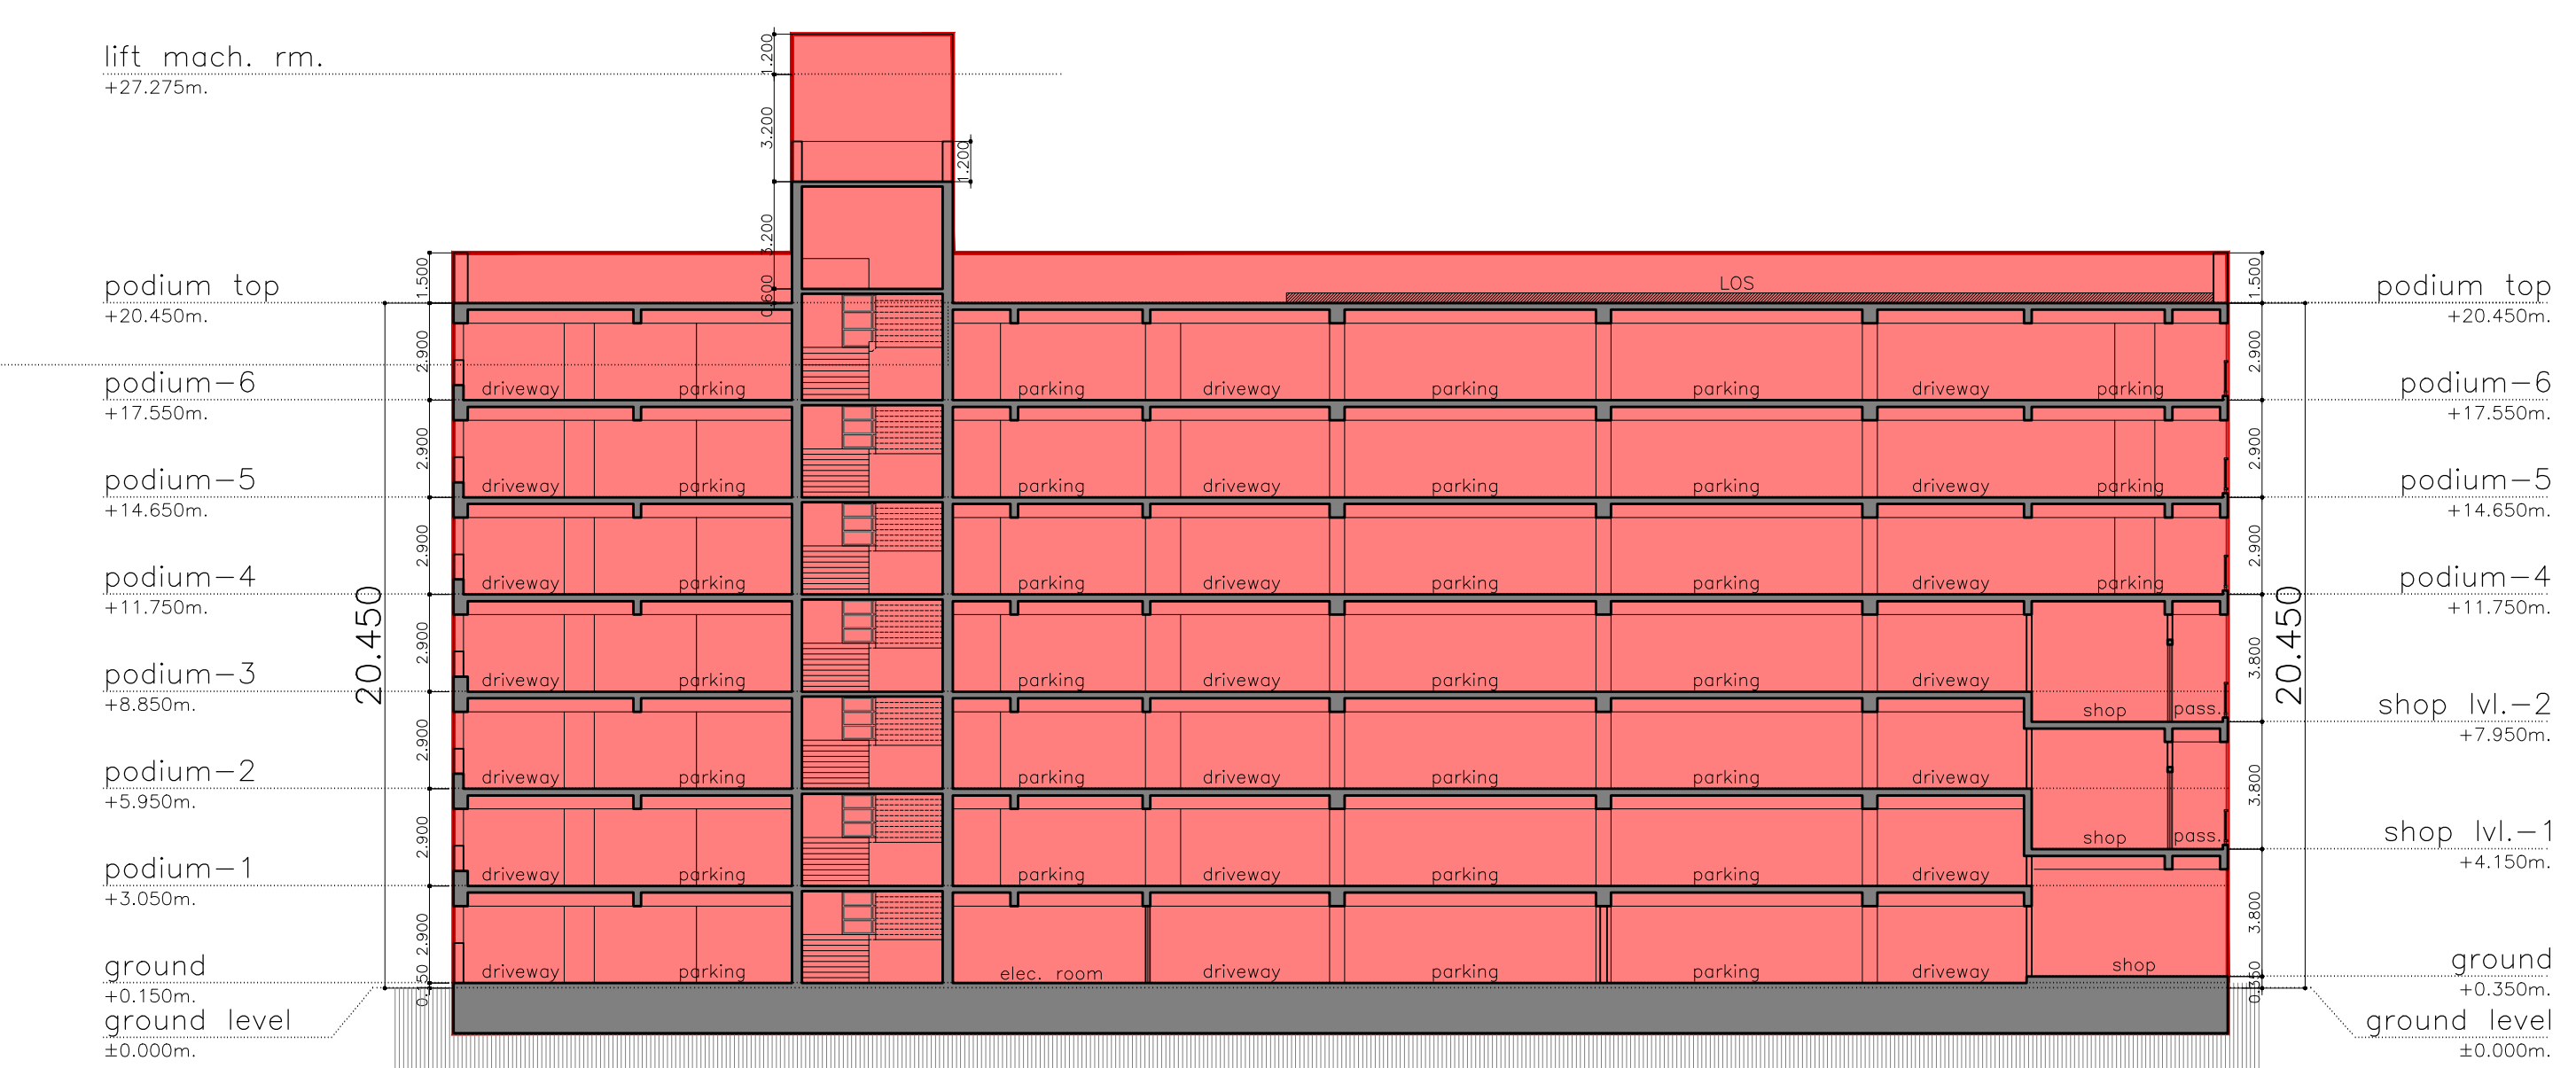 lift mach. rm.
+27.275m.
1.200
3.200
1.200
3.200
0.600
podium top
+20.450m.
1.500
LOS
1.500
podium top
+20.450m.
2.900
2.900
podium-6
+17.550m.
driveway parking parking driveway parking parking driveway parking
podium-6
+17.550m.
2.900
2.900
podium-5
+14.650m.
driveway parking parking driveway parking parking driveway parking
podium-5
+14.650m.
2.900
2.900
podium-4
+11.750m.
driveway parking parking driveway parking parking driveway parking
podium-4
+11.750m.
20.450
20.450
2.900
3.800
podium-3
+8.850m.
driveway parking parking driveway parking parking driveway
shop pass.
shop lvl.-2
+7.950m.
2.900
3.800
podium-2
+5.950m.
driveway parking parking driveway parking parking driveway
shop pass.
shop lvl.-1
+4.150m.
2.900
podium-1
+3.050m.
driveway parking parking driveway parking parking driveway
2.900
3.800
ground
+0.150m.
driveway parking elec. room driveway parking parking driveway shop
ground
+0.350m.
0.150
0.350
ground level
±0.000m.
ground level
±0.000m.